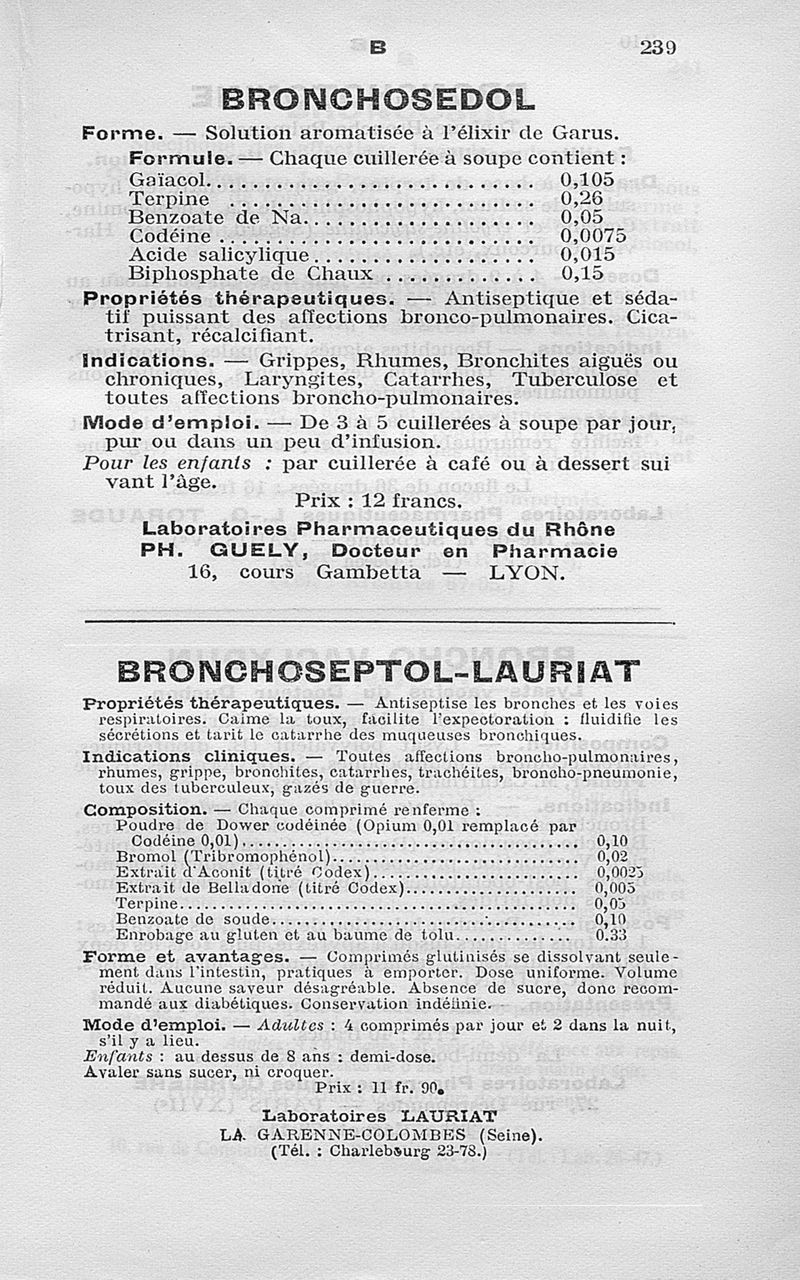 B 239
BRONCHOSEDOL
Forme. — Solution aromatisée à l'élixir de Garus.
Formule. — Chaque cuillerée à soupe contient :
Gaïacol............................ 0,105
Terpine .......................... 0,26
Benzoate de Na.................... 0,05
Codéine ........................... 0,0075
Acide salicylique................... 0,015
Biphosphate de Chaux ............. 0,15
Propriétés thérapeutiques. — Antiseptique et séda-
tif puissant des affections bronco-pulmonaires. Cica-
trisant, récalcifiant.
Indications. — Grippes, Rhumes, Bronchites aiguës ou
chroniques, Laryngites, Catarrhes, Tuberculose et
toutes affections broncho-pulmonaires.
Mode d'emploi. — De 3 à 5 cuillerées à soupe par jour,
pur ou dans un peu d'infusion.
Pour les enfants : par cuillerée à café ou à dessert sui
vant l'âge.
Prix : 12 francs.
Laboratoires Pharmaceutiques du Rhône
PH. GUELY, Docteur en Pharmacie
16, cours Gambetta — LYON.
BRONCHOSEPTOL-LAURIAT
Propriétés thérapeutiques. — Antiseptise les bronches et les voies
respiratoires. Calme la toux, facilite l'expectoration : fluidifie les
sécrétions et tarit le catarrhe des muqueuses bronchiques.
Indications cliniques. — Toutes affections broncho-pulmonaires,
rhumes, grippe, bronchites, catarrhes, trachéites, broncho-pneumonie,
toux des tuberculeux, gazés de guerre.
Composition. — Chaque comprimé renferme :
Poudre de Dower codéinée (Opium 0,01 remplacé par
Codéine 0,01)........................................ 0,10
Bromol (Tribromophénol)............................. 0,02
Extrait d'Aconit (titré Codex)......................... 0,0025
Extrait de Belladone (titré Codex)..................... 0,005
Terpine.................................................. 0,05
Benzoate de soude..................................... 0,10
Enrobage au gluten et au baume de tolu.............. 0.33
Forme et avantages. — Comprimés glutinisés se dissolvant seule-
ment dans l'intestin, pratiques à emporter. Dose uniforme. Volume
réduit. Aucune saveur désagréable. Absence de sucre, donc recom-
mandé aux diabétiques. Conservation indéfinie.
Mode d'emploi. — Adultes : 4 comprimés par jour et 2 dans la nuit,
s'il y a lieu.
Enfants : au dessus de 8 ans : demi-dose.
Avaler sans sucer, ni croquer.
Prix : 11 fr. 90.
Laboratoires LAURIAT
LA GARENNE-COLOMBES (Seine).
(Tél. : Charlebourg 23-78.)